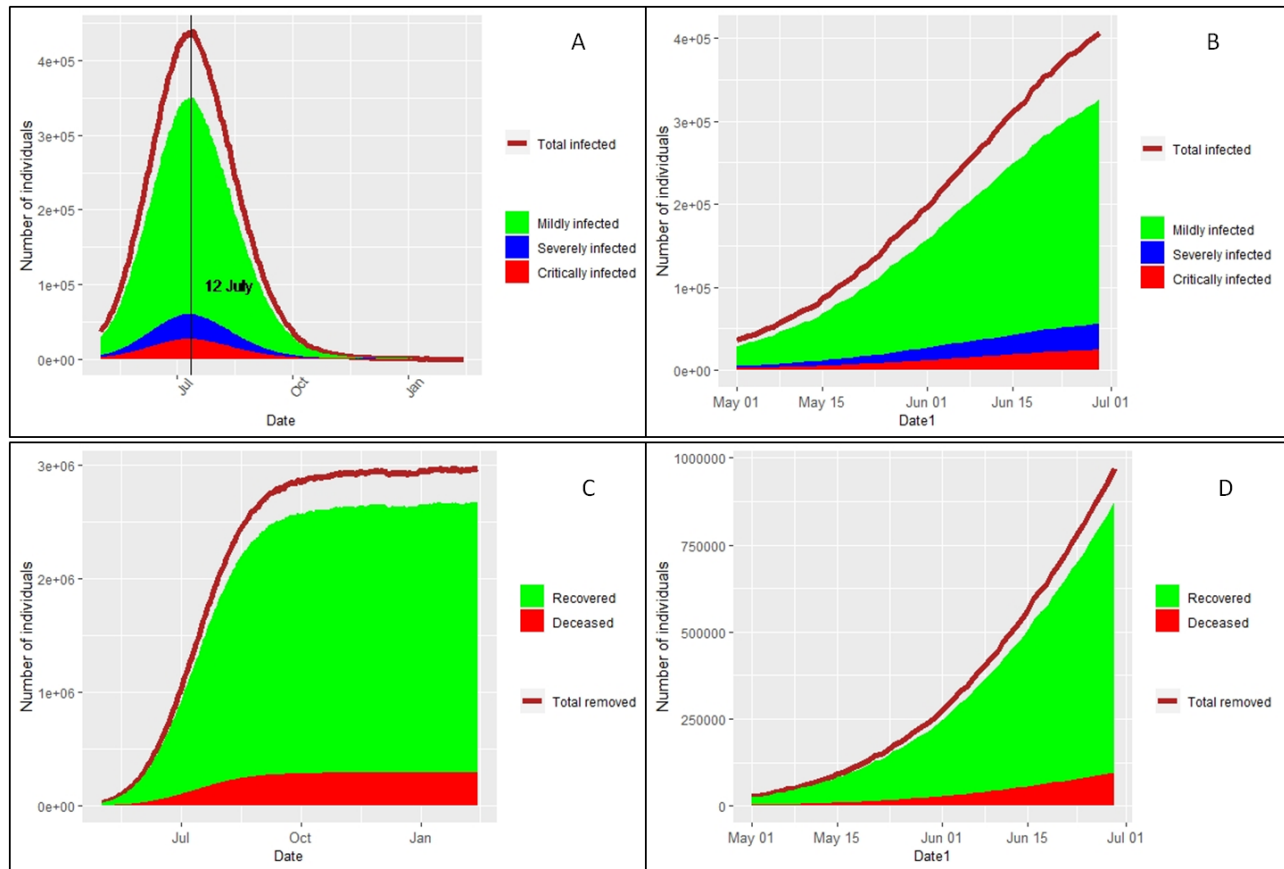 A
Number of individuals
4e+05
3e+05
2e+05
1e+05
0e+00
12 July
Jul
Oct
Jan
Date
Total infected
Mildly infected
Severely infected
Critically infected
B
Number of individuals
4e+05
3e+05
2e+05
1e+05
0e+00
May 01
May 15
Jun 01
Jun 15
Jul 01
Date1
Total infected
Mildly infected
Severely infected
Critically infected
C
Number of individuals
3e+06
2e+06
1e+06
0e+00
Jul
Oct
Jan
Date
Recovered
Deceased
Total removed
D
Number of individuals
1000000
750000
500000
250000
0
May 01
May 15
Jun 01
Jun 15
Jul 01
Date1
Recovered
Deceased
Total removed